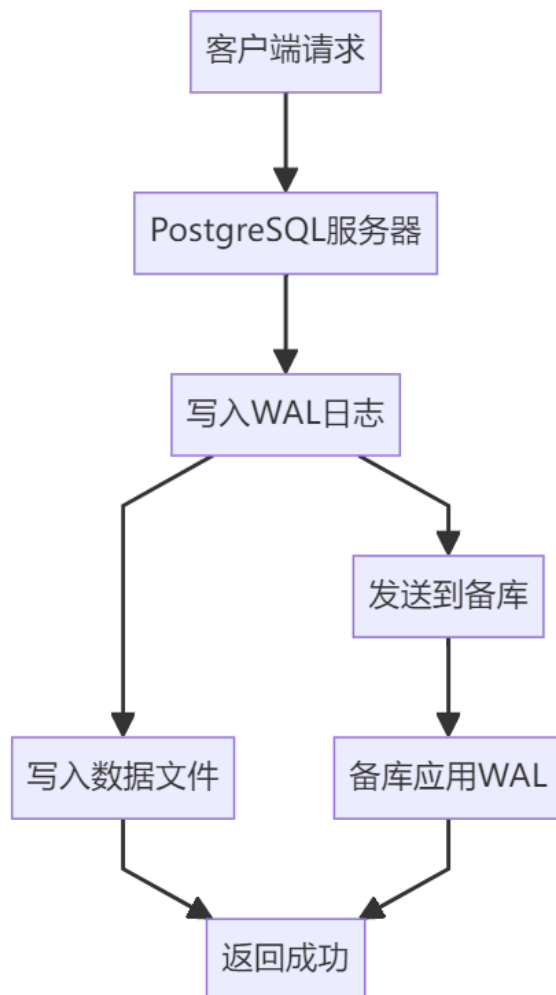 客户端请求
PostgreSQL服务器
写入WAL日志
发送到备库
写入数据文件
备库应用WAL
返回成功